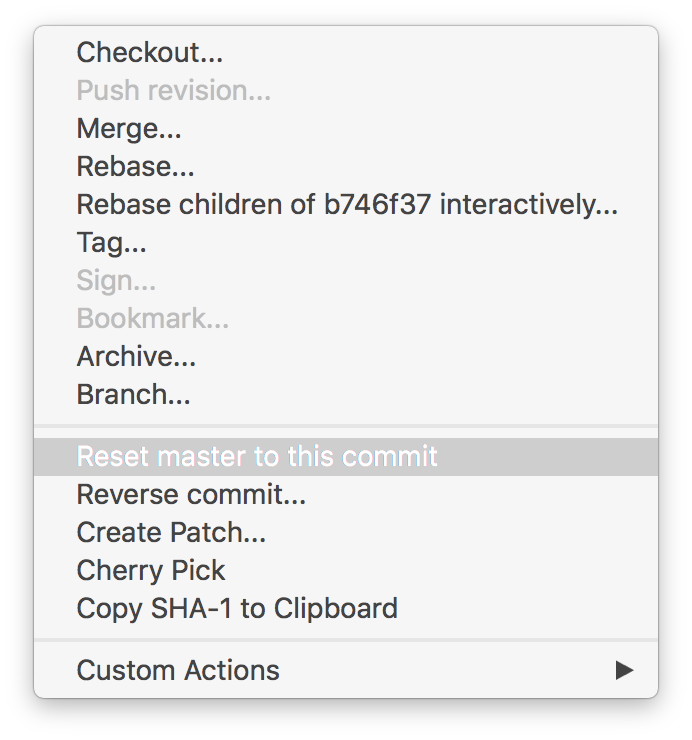 Checkout...
Push revision...
Merge...
Rebase...
Rebase children of b746f37 interactively...
Tag...
Sign...
Bookmark...
Archive...
Branch...
Reset master to this commit
Reverse commit...
Create Patch...
Cherry Pick
Copy SHA-1 to Clipboard
Custom Actions